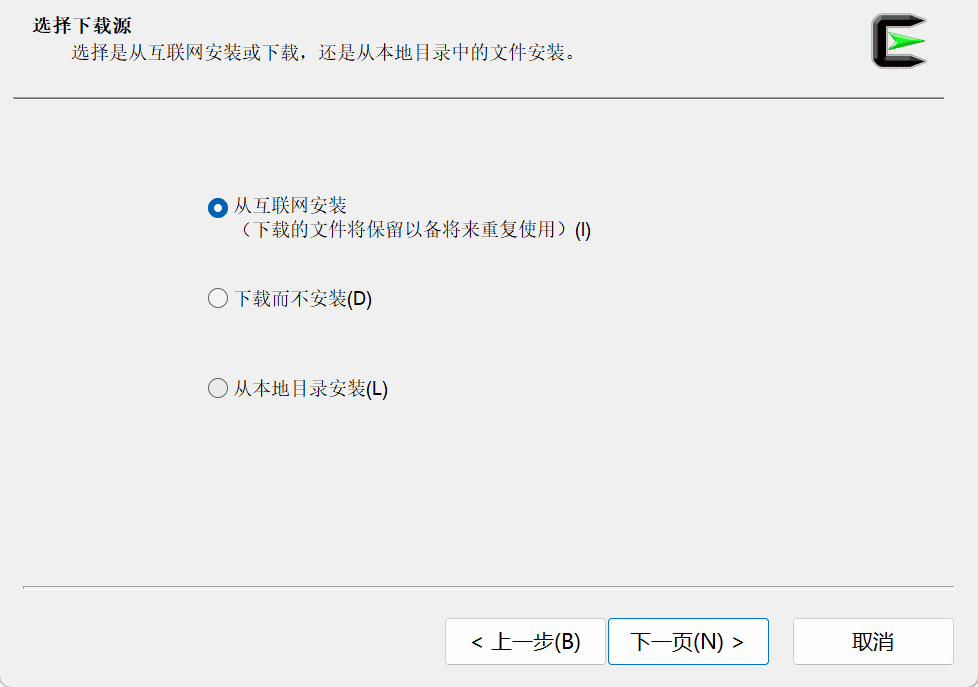 选择下载源
选择是从互联网安装或下载，还是从本地目录中的文件安装。
从互联网安装
（下载的文件将保留以备将来重复使用）(I)
下载而不安装(D)
从本地目录安装(L)
< 上一步(B)
下一页(N) >
取消